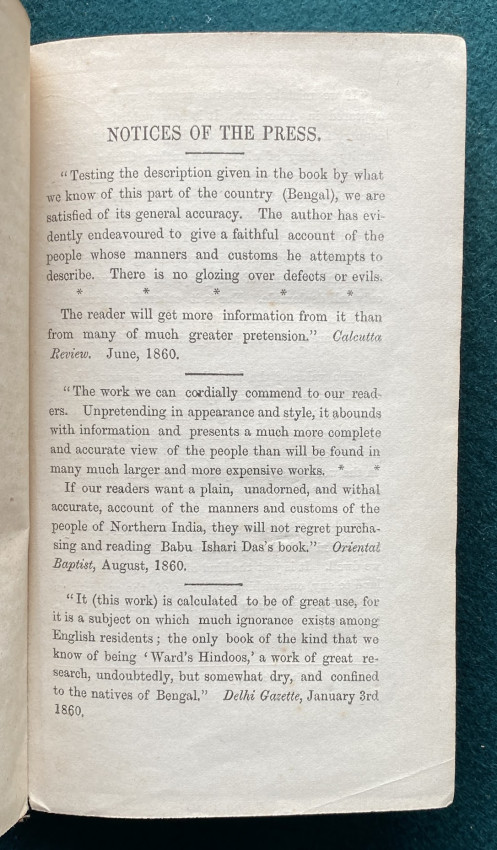 NOTICES OF THE PRESS.
"Testing the description given in the book by what
we know of this part of the country (Bengal), we are
satisfied of its general accuracy. The author has evi-
dently endeavoured to give a faithful account of the
people whose manners and customs he attempts to
describe. There is no glozing over defects or evils.
* * * * *
The reader will get more information from it than
from many of much greater pretension." Calcutta
Review. June, 1860.
"The work we can cordially commend to our read-
ers. Unpretending in appearance and style, it abounds
with information and presents a much more complete
and accurate view of the people than will be found in
many much larger and more expensive works. * *
If our readers want a plain, unadorned, and withal
accurate, account of the manners and customs of the
people of Northern India, they will not regret purcha-
sing and reading Babu Ishari Das's book." Oriental
Baptist, August, 1860.
"It (this work) is calculated to be of great use, for
it is a subject on which much ignorance exists among
English residents; the only book of the kind that we
know of being 'Ward's Hindoos,' a work of great re-
search, undoubtedly, but somewhat dry, and confined
to the natives of Bengal." Delhi Gazette, January 3rd
1860,